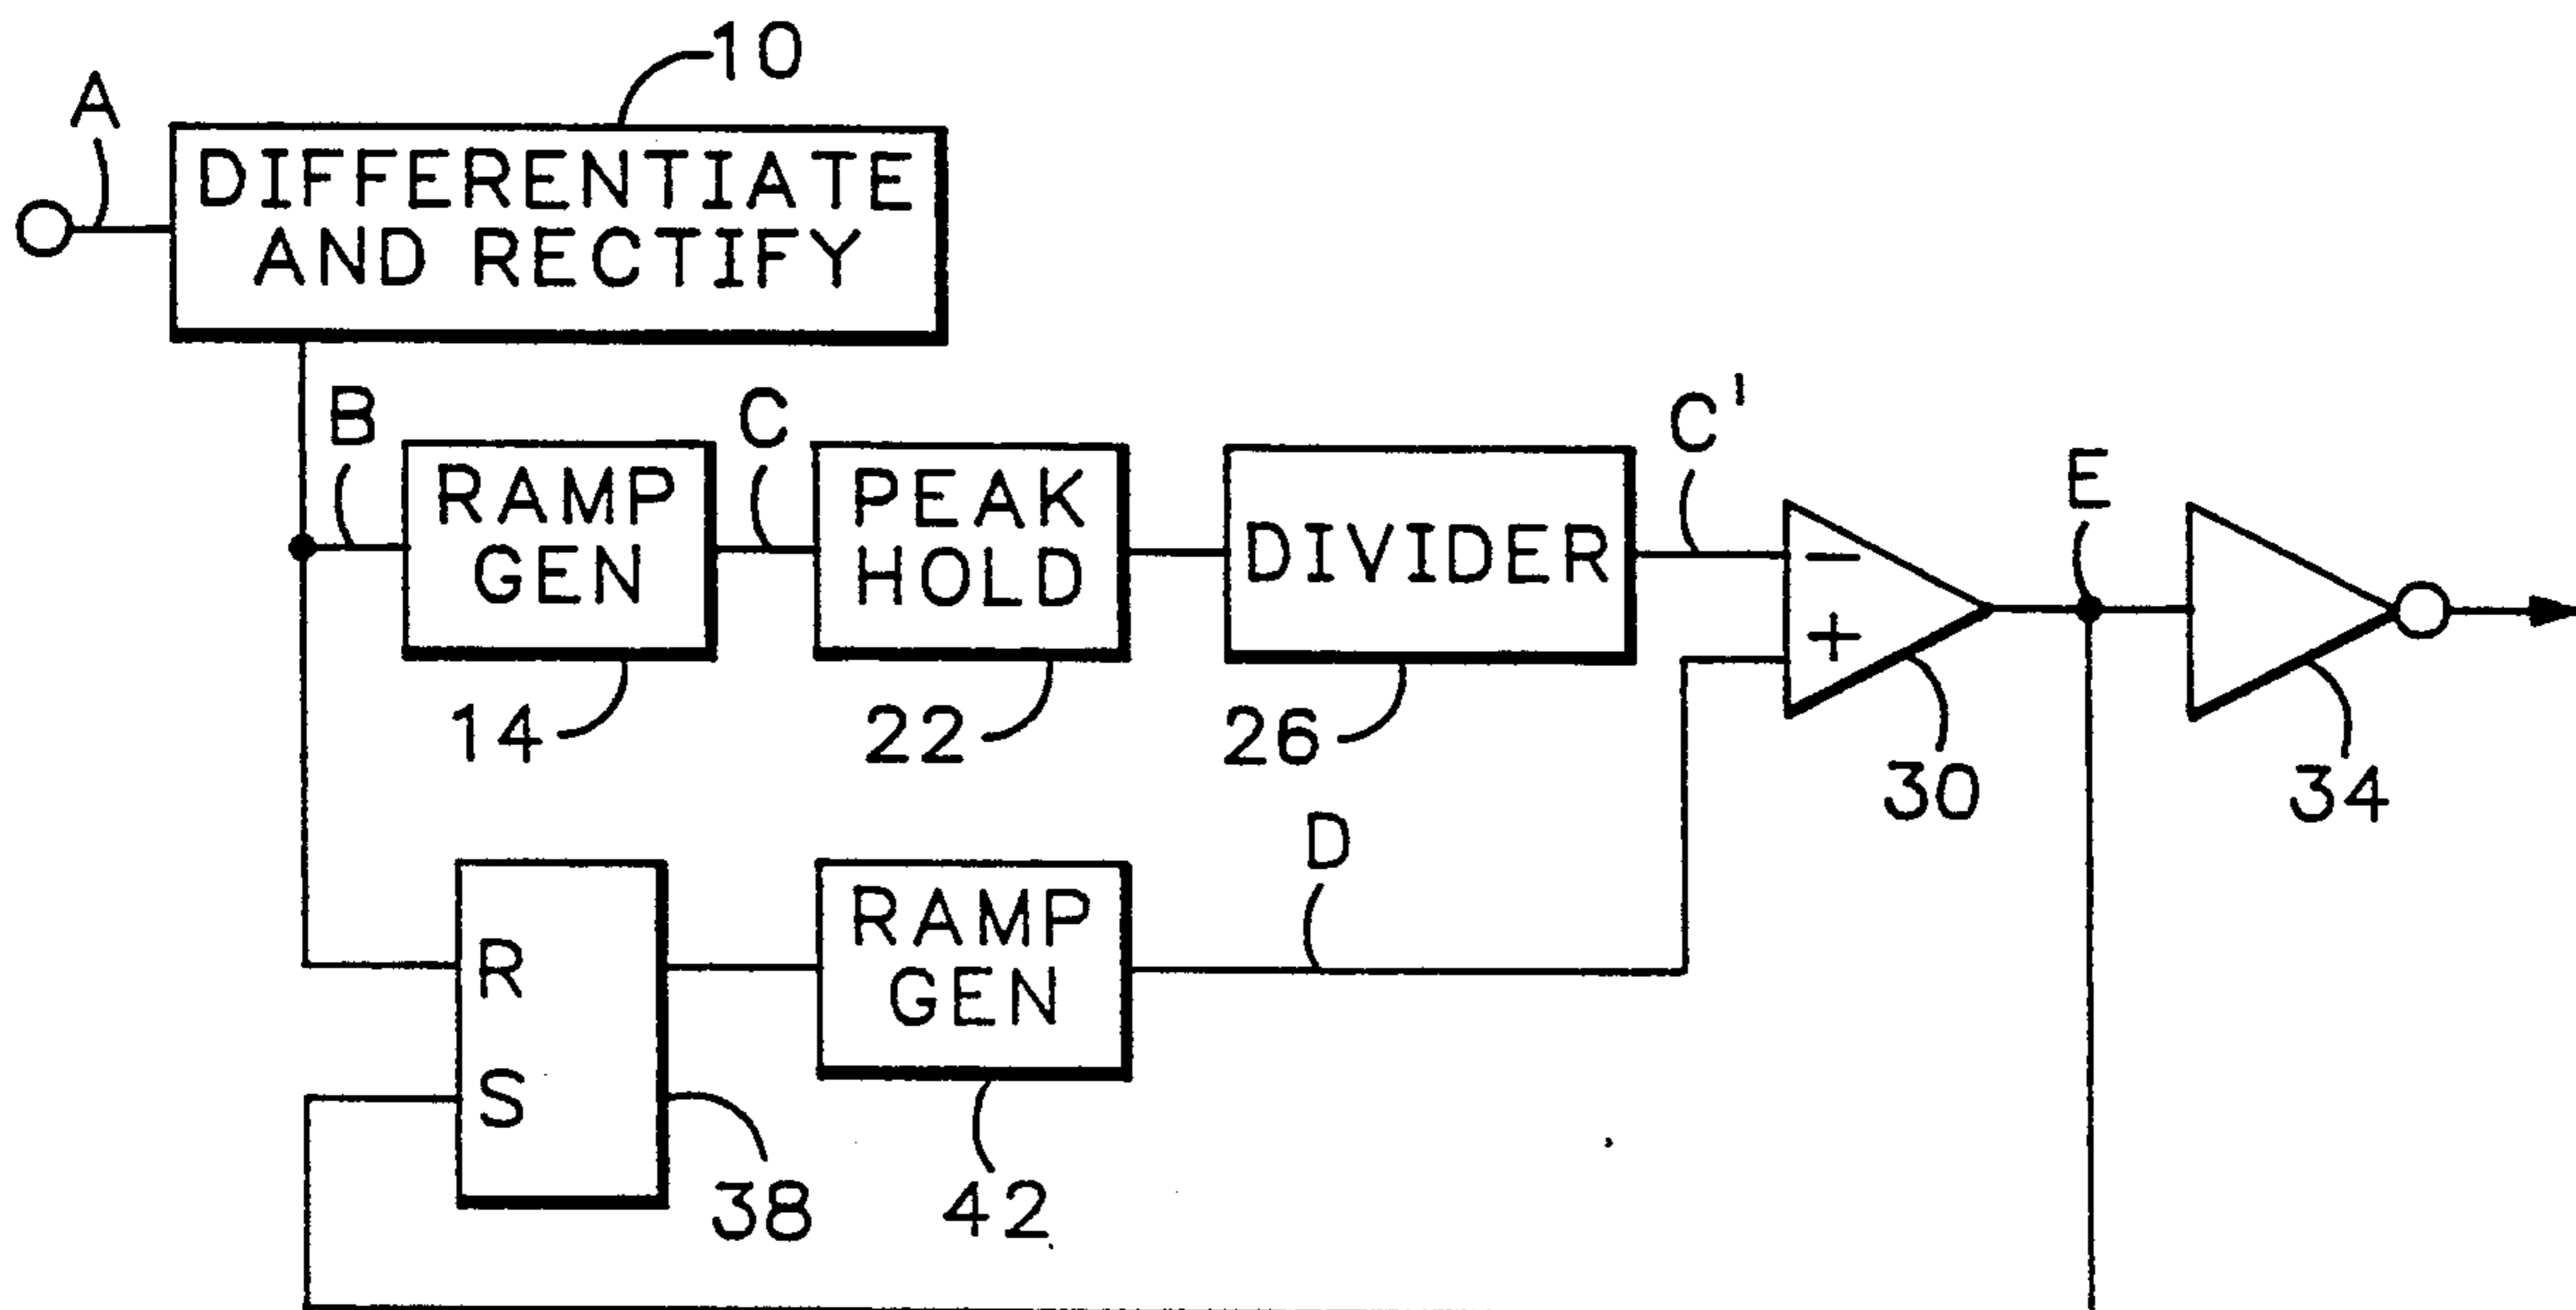 10
A
DIFFERENTIATE
AND RECTIFY
B
C
C'
E
RAMP
GEN
PEAK
HOLD
DIVIDER
−
+
14
22
26
30
34
D
R
S
RAMP
GEN
38
42